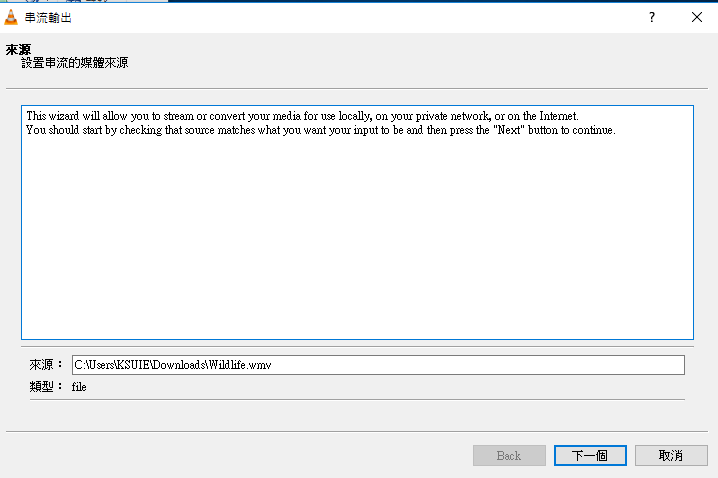 串流輸出
?
來源
設置串流的媒體來源
This wizard will allow you to stream or convert your media for use locally, on your private network, or on the Internet.
You should start by checking that source matches what you want your input to be and then press the "Next" button to continue.
來源： C:\Users\KSUIE\Downloads\Wildlife.wmv
類型： file
Back 下一個 取消